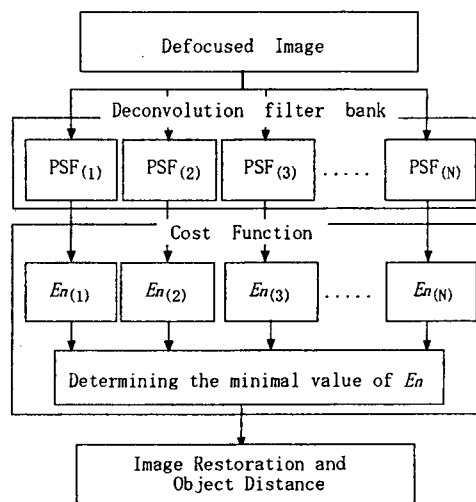 Defocused Image
Deconvolution filter bank
PSF(1) PSF(2) PSF(3) ..... PSF(N)
Cost Function
En(1) En(2) En(3) ..... En(N)
Determining the minimal value of En
Image Restoration and
Object Distance